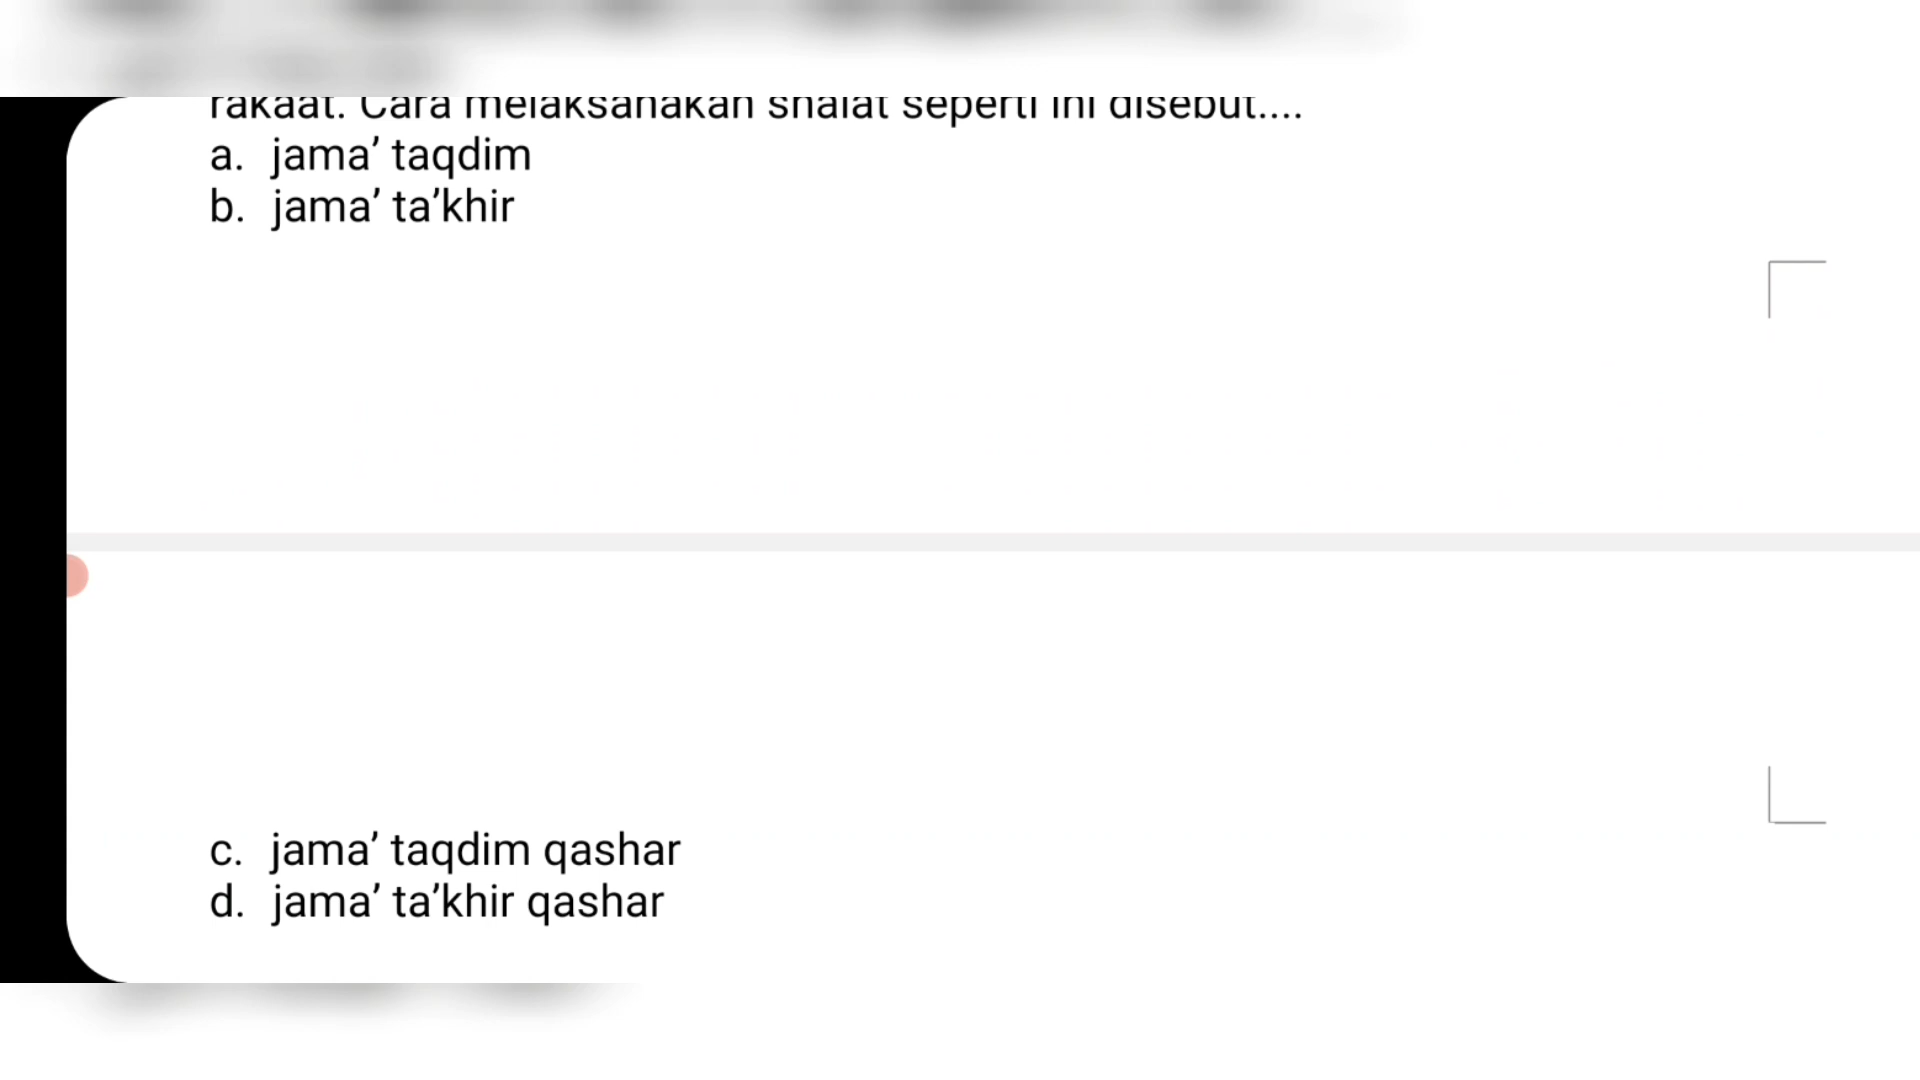 rakaat. Cara melaksanakan shalat seperti ini disebut....
a. jama’ taqdim
b. jama’ ta’khir
c. jama’ taqdim qashar
d. jama’ ta’khir qashar